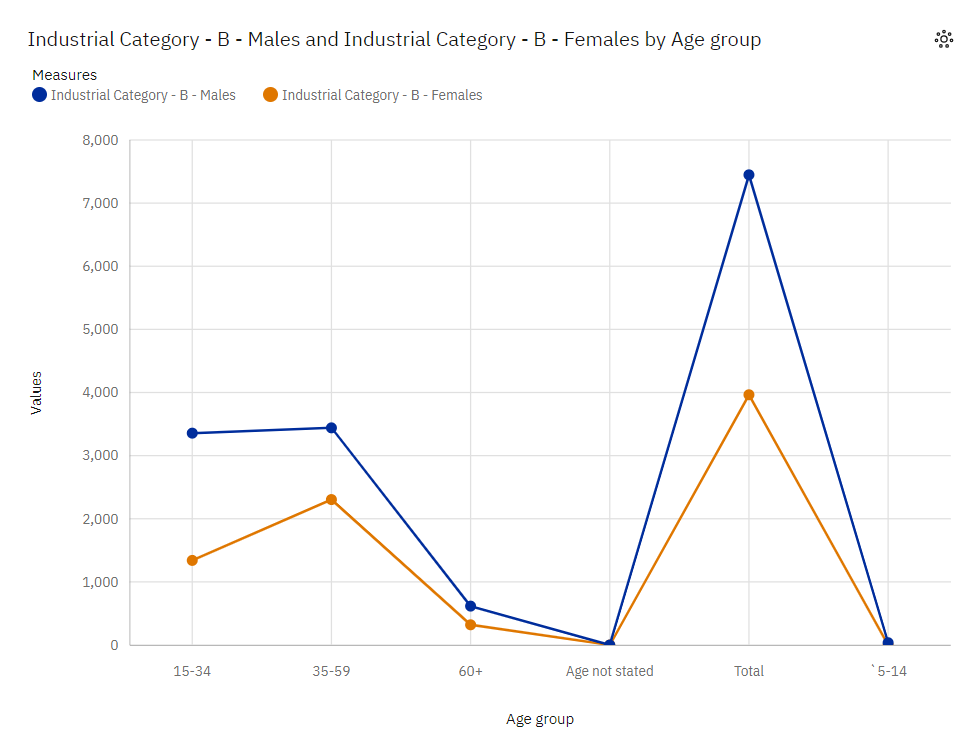 Industrial Category - B - Males and Industrial Category - B - Females by Age group
Measures
Industrial Category - B - Males Industrial Category - B - Females
8,000
7,000
6,000
5,000
4,000
3,000
2,000
1,000
0
Values
15-34 35-59 60+ Age not stated Total `5-14
Age group